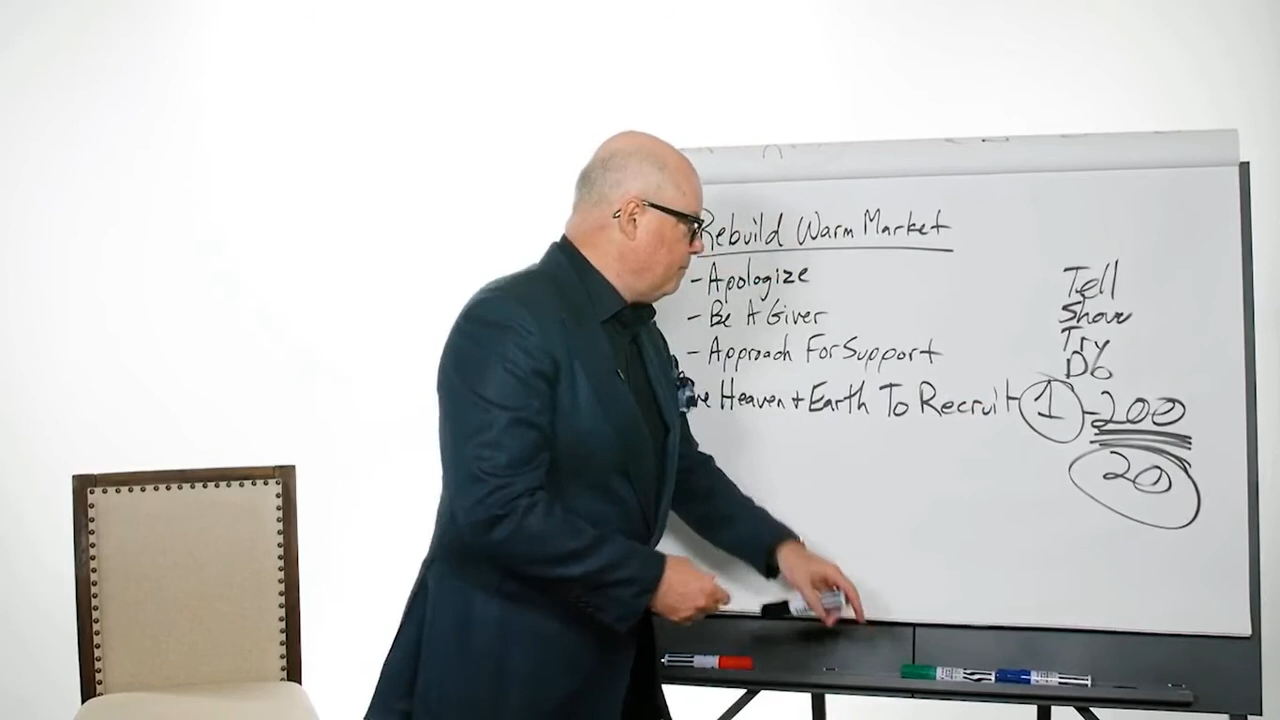 Rebuild Warm Market
- Apologize
- Be A Giver
- Approach For Support
Heaven + Earth To Recruit 1 - 200
20
Tell
Show
Try
Do